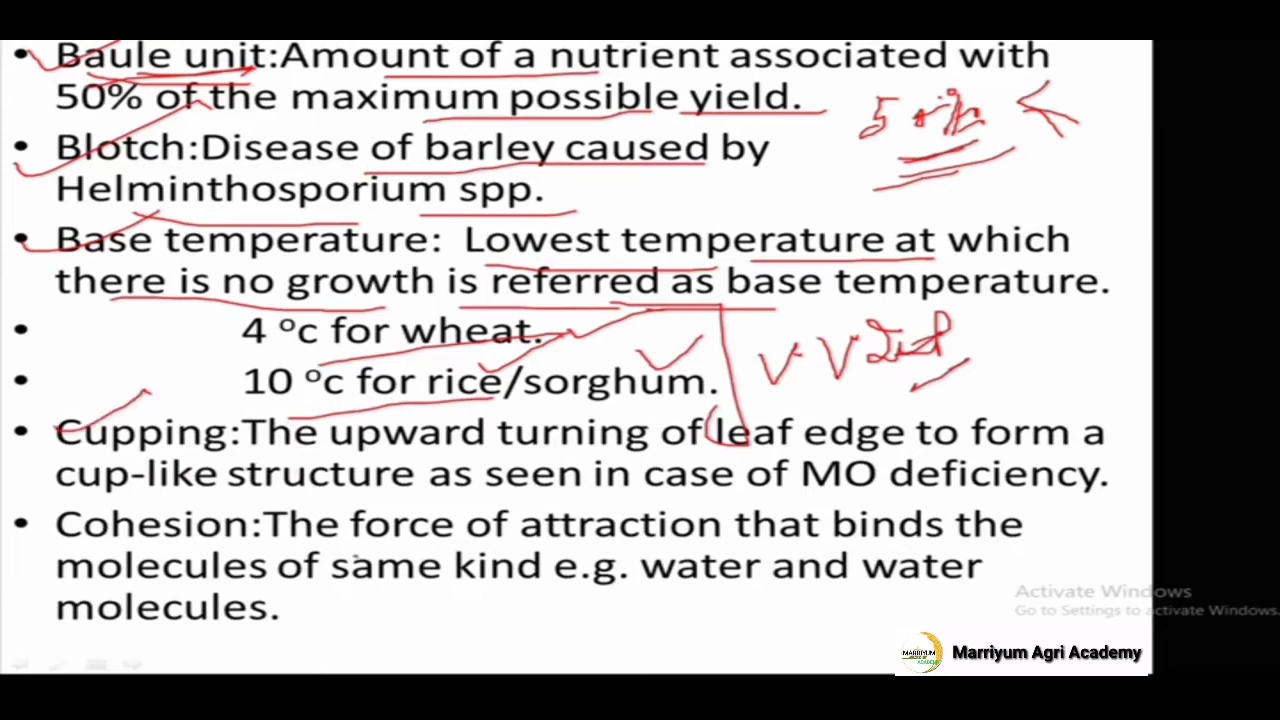 • Baule unit:Amount of a nutrient associated with
50% of the maximum possible yield.
• Blotch:Disease of barley caused by
Helminthosporium spp.
• Base temperature: Lowest temperature at which
there is no growth is referred as base temperature.
• 4 °c for wheat.
• 10 °c for rice/sorghum.
• Cupping:The upward turning of leaf edge to form a
cup-like structure as seen in case of MO deficiency.
• Cohesion:The force of attraction that binds the
molecules of same kind e.g. water and water
molecules.
Activate Windows
Go to Settings to activate Windows.
MARRIYUM
ACADEMY
Marriyum Agri Academy